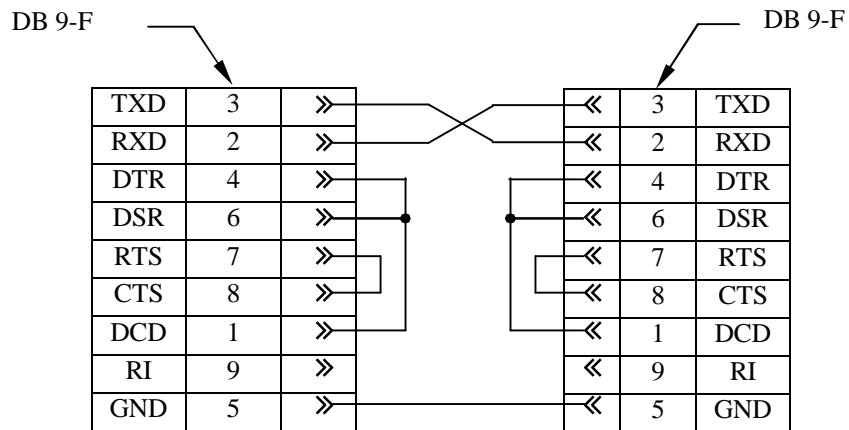 DB 9-F DB 9-F
TXD 3 3 TXD
RXD 2 2 RXD
DTR 4 4 DTR
DSR 6 6 DSR
RTS 7 7 RTS
CTS 8 8 CTS
DCD 1 1 DCD
RI 9 9 RI
GND 5 5 GND